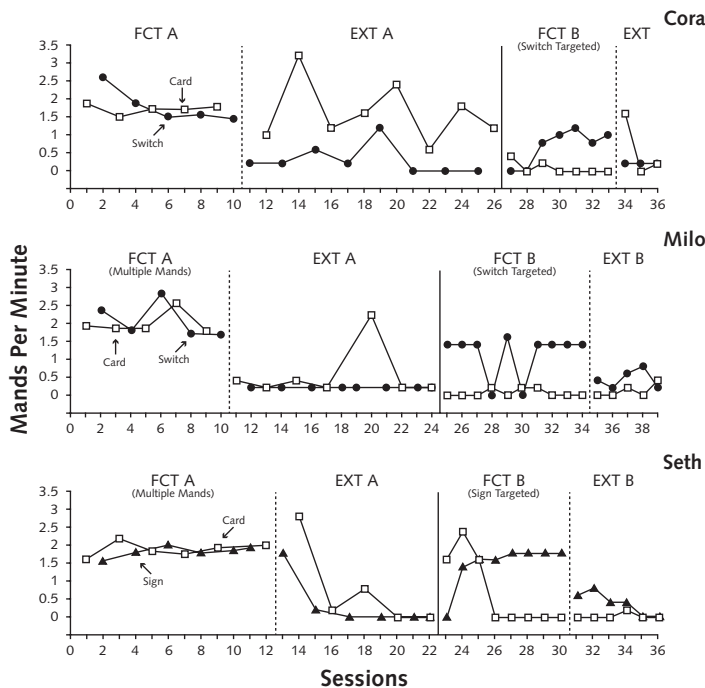 Cora
FCT A
EXT A
FCT B
(Switch Targeted)
EXT
3.5
3
2.5
2
1.5
1
0.5
0
Card
Switch
0 2 4 6 8 10 12 14 16 18 20 22 24 26 28 30 32 34 36
Milo
FCT A
(Multiple Mands)
EXT A
FCT B
(Switch Targeted)
EXT B
3.5
3
2.5
2
1.5
1
0.5
0
Card
Switch
0 2 4 6 8 10 12 14 16 18 20 22 24 26 28 30 32 34 36 38
Mands Per Minute
Seth
FCT A
(Multiple Mands)
EXT A
FCT B
(Sign Targeted)
EXT B
3.5
3
2.5
2
1.5
1
0.5
0
Card
Sign
0 2 4 6 8 10 12 14 16 18 20 22 24 26 28 30 32 34 36
Sessions